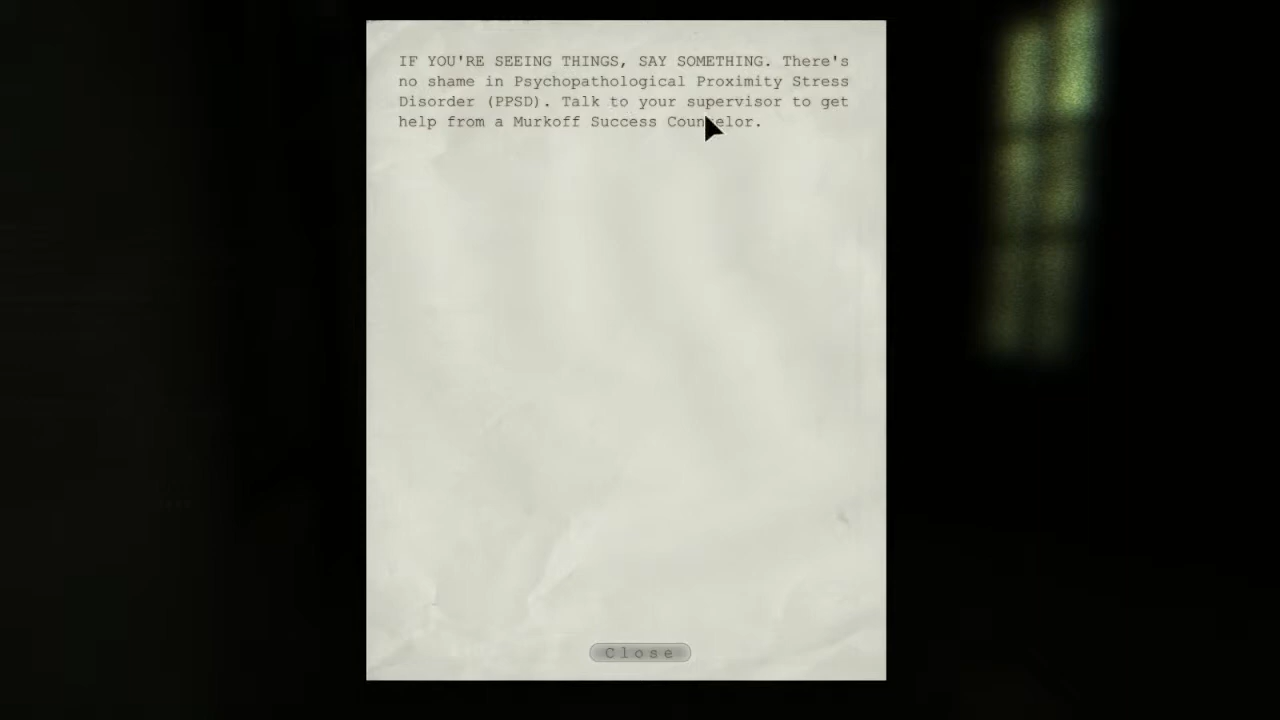 IF YOU'RE SEEING THINGS, SAY SOMETHING. There's
no shame in Psychopathological Proximity Stress
Disorder (PPSD). Talk to your supervisor to get
help from a Murkoff Success Counselor.
Close